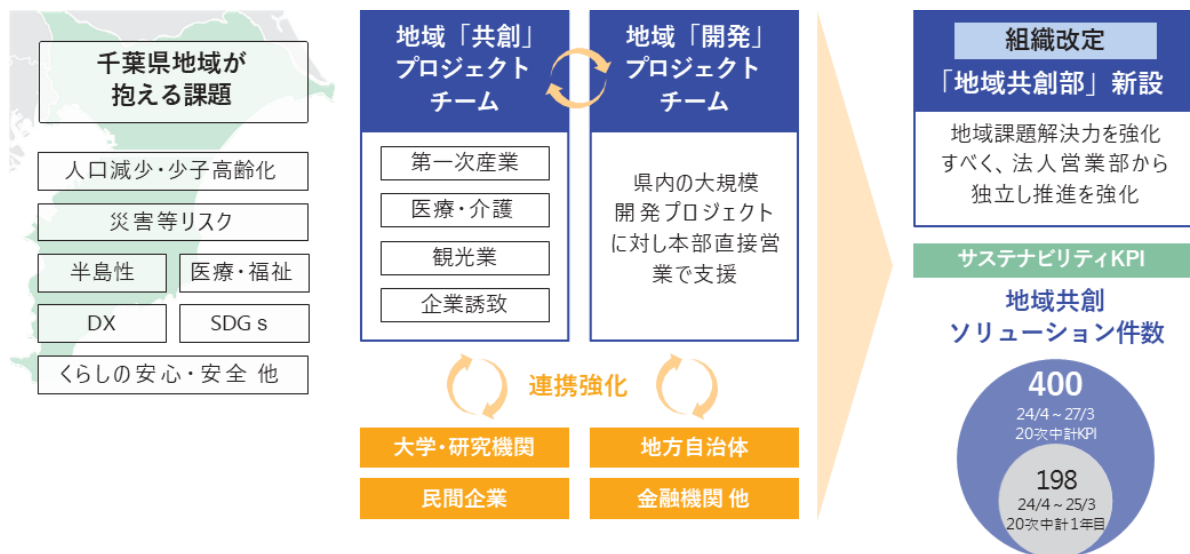 千葉県地域が
抱える課題
人口減少・少子高齢化
災害等リスク
半島性
医療・福祉
DX
SDGs
くらしの安心・安全 他
地域「共創」
プロジェクト
チーム
第一次産業
医療・介護
観光業
企業誘致
地域「開発」
プロジェクト
チーム
県内の大規模
開発プロジェクト
に対し本部直接営
業で支援
連携強化
大学・研究機関
地方自治体
民間企業
金融機関 他
組織改定
「地域共創部」新設
地域課題解決力を強化
すべく、法人営業部から
独立し推進を強化
サステナビリティKPI
地域共創
ソリューション件数
400
24/4～27/3
20次中計KPI
198
24/4～25/3
20次中計1年目